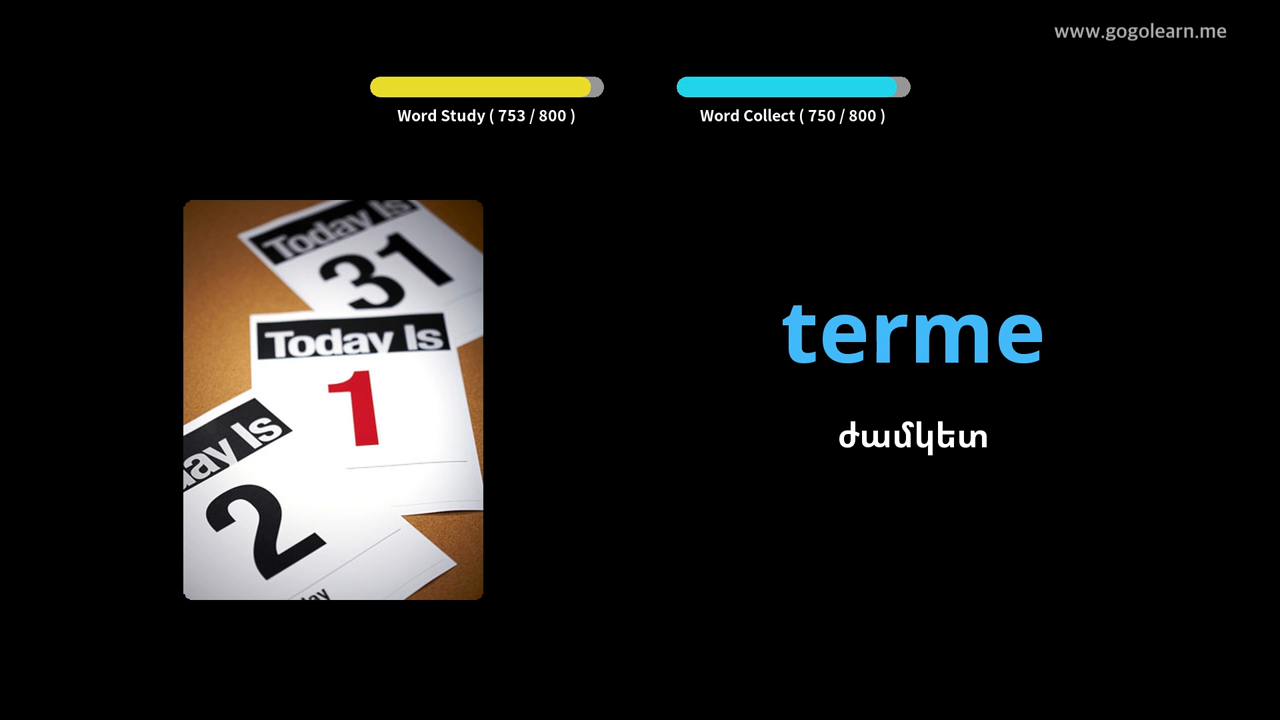 www.gogolearn.me
Word Study ( 753 / 800 )
Word Collect ( 750 / 800 )
Today Is
31
Today Is
1
day Is
2
terme
ժամկետ